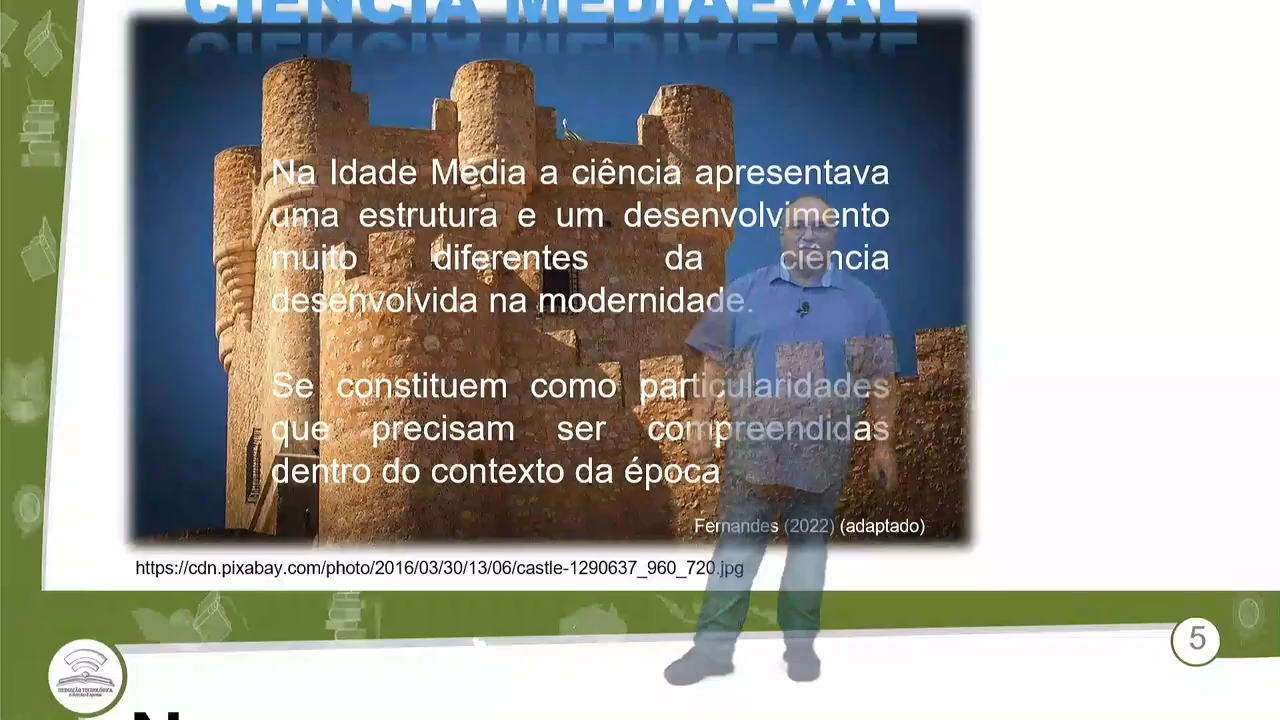 CIÊNCIA MEDIAEVAL
Na Idade Média a ciência apresentava
uma estrutura e um desenvolvimento
muito diferentes da ciência
desenvolvida na modernidade.
Se constituem como particularidades
que precisam ser compreendidas
dentro do contexto da época
Fernandes (2022) (adaptado)
https://cdn.pixabay.com/photo/2016/03/30/13/06/castle-1290637_960_720.jpg
5
MEDIAÇÃO TECNOLÓGICA